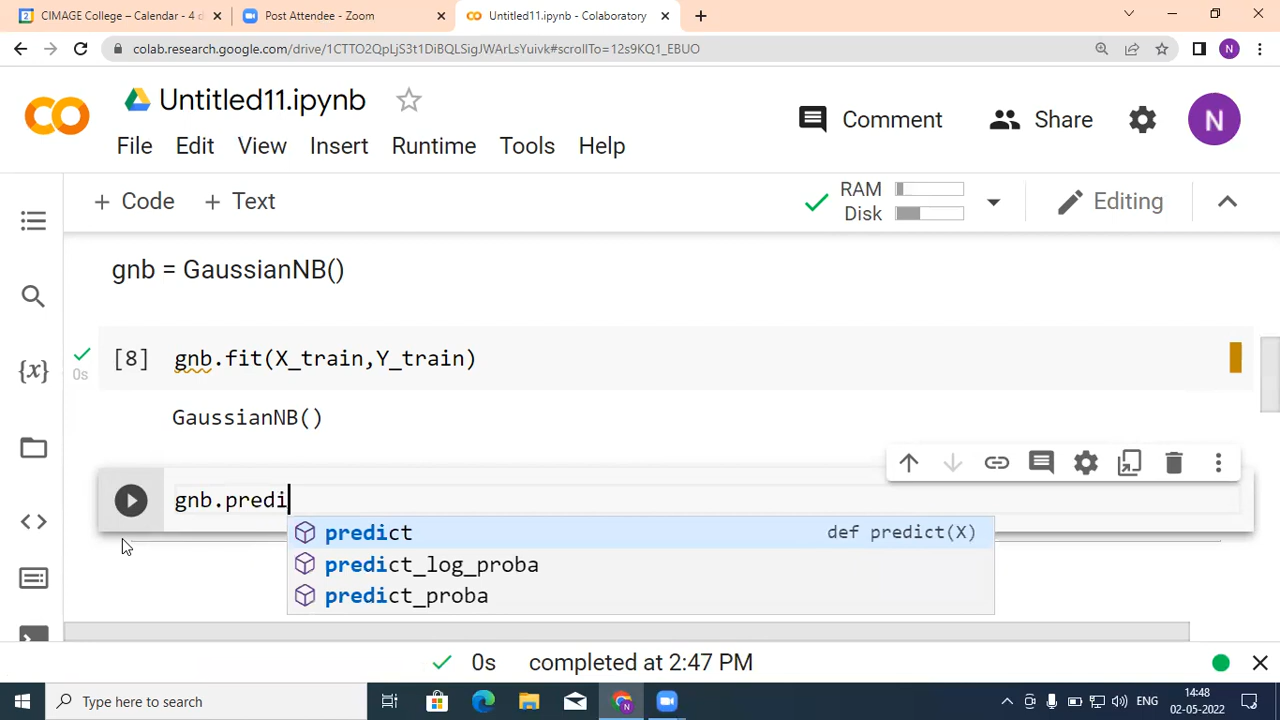 CIMAGE College – Calendar - 4 d
Post Attendee - Zoom
Untitled11.ipynb - Colaboratory
colab.research.google.com/drive/1CTTO2QpLjS3t1DiBQLSigJWArLsYuivk#scrollTo=12s9KQ1_EBUO
N
Untitled11.ipynb
Comment
Share
N
File Edit View Insert Runtime Tools Help
+ Code + Text
RAM
Disk
Editing
gnb = GaussianNB()
[8] gnb.fit(X_train,Y_train)
0s
GaussianNB()
{x}
gnb.predi
predict def predict(X)
predict_log_proba
predict_proba
0s completed at 2:47 PM
Type here to search
ENG
14:48
02-05-2022